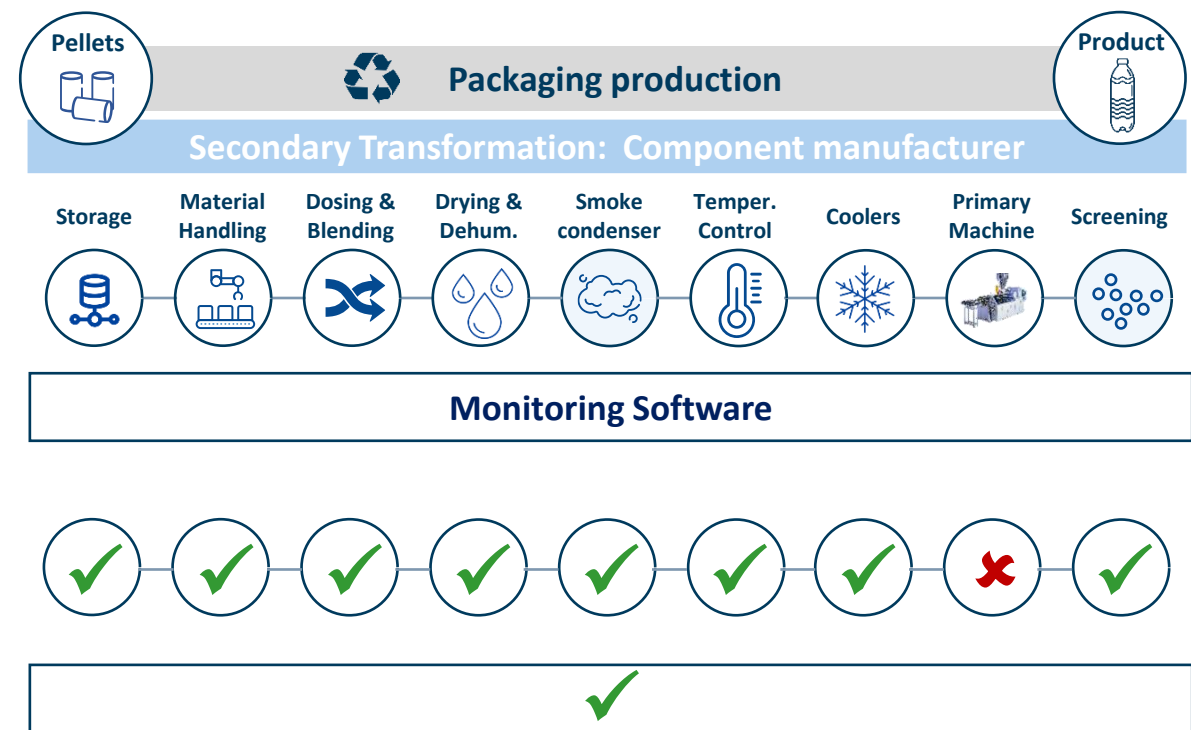 Pellets
Product
Packaging production
Secondary Transformation: Component manufacturer
Storage
Material
Handling
Dosing &
Blending
Drying &
Dehum.
Smoke
condenser
Temper.
Control
Coolers
Primary
Machine
Screening
Monitoring Software